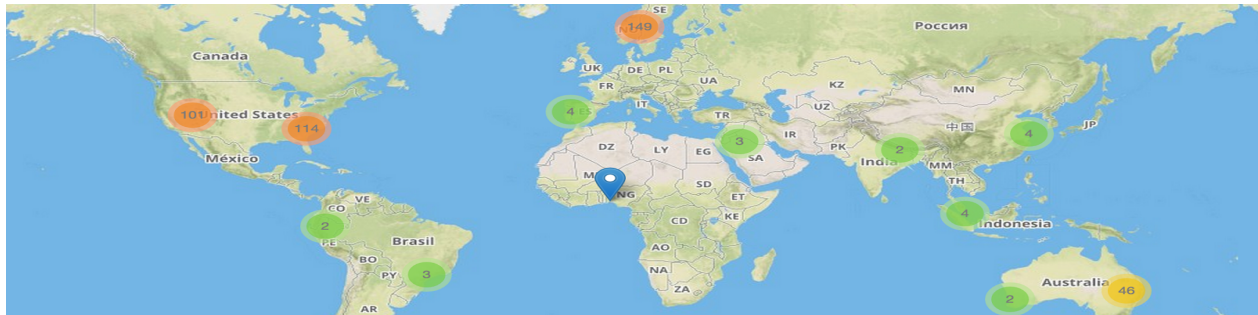 SE
149
Россия
Canada
UK
DE
PL
FR
UA
KZ
MN
101
United States
114
4
ES
IT
TR
UZ
中国
4
JP
México
DZ
LY
EG
3
SA
IR
PK
India
2
MM
TH
NG
SD
ET
VE
CO
2
PE
Brasil
CD
KE
4
Indonesia
BO
3
PY
AO
NA
ZA
AR
Australia
46
2